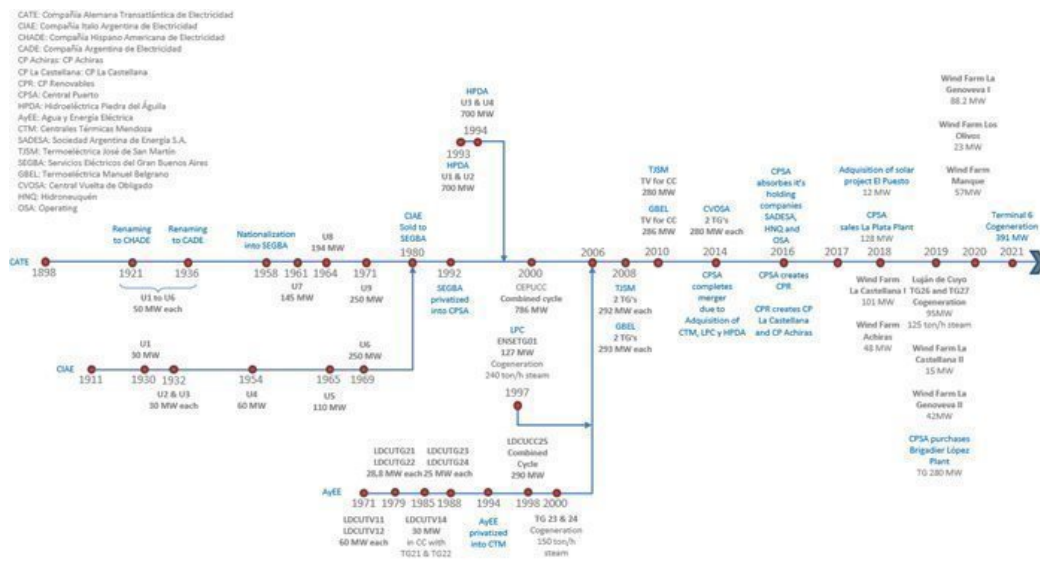 CATE: Compañía Alemana Transatlántica de Electricidad
CIAE: Compañía Italo Argentina de Electricidad
CHADE: Compañía Hispano Americana de Electricidad
CADE: Compañía Argentina de Electricidad
CP Achiras: CP Achiras
CP La Castellana: CP La Castellana
CPR: CP Renovables
CPSA: Central Puerto
HPDA: Hidroeléctrica Piedra del Águila
AyEE: Agua y Energía Eléctrica
CTM: Centrales Térmicas Mendoza
SADESA: Sociedad Argentina de Energía S.A.
TJSM: Termoeléctrica José de San Martín
SEGBA: Servicios Eléctricos del Gran Buenos Aires
GBEL: Termoeléctrica Manuel Belgrano
CVOSA: Central Vuelta de Obligado
HNQ: Hidroneuquén
OSA: Operating
HPDA
U3 & U4
700 MW
1994
1993
HPDA
U1 & U2
700 MW
Wind Farm La
Genoveva I
88.2 MW
Wind Farm Los
Olivos
23 MW
Wind Farm
Manque
57MW
Renaming
to CHADE
Renaming
to CADE
Nationalization
into SEGBA
U8
194 MW
CIAE
Sold to
SEGBA
TJSM
TV for CC
280 MW
GBEL
TV for CC
286 MW
CVOSA
2 TG's
280 MW each
CPSA
absorbes it's
holding
companies
SADESA,
HNQ and
OSA
Adquisition of solar
project El Puesto
12 MW
CPSA
sales La Plata Plant
128 MW
Terminal 6
Cogeneration
391 MW
CATE
1898
1921
1936
1958
1961
1964
1971
1980
1992
2000
2006
2008
2010
2014
2016
2017
2018
2019
2020
2021
U1 to U6
50 MW each
U7
145 MW
U9
250 MW
SEGBA
privatized
into CPSA
CEPUCC
Combined cycle
786 MW
TJSM
2 TG's
292 MW each
GBEL
2 TG's
293 MW each
CPSA
completes
merger
due to
Adquisition of
CTM, LPC y HPDA
CPSA creates
CPR
CPR creates CP
La Castellana
and CP Achiras
Wind Farm
La Castellana I
101 MW
Wind Farm
Achiras
48 MW
Luján de Cuyo
TG26 and TG27
Cogeneration
95MW
125 ton/h steam
Wind Farm La
Castellana II
15 MW
Wind Farm La
Genoveva II
42MW
CPSA purchases
Brigadier López
Plant
TG 280 MW
U1
30 MW
U6
250 MW
CIAE
1911
1930
1932
1954
1965
1969
U2 & U3
30 MW each
U4
60 MW
U5
110 MW
LPC
ENSETG01
127 MW
Cogeneration
240 ton/h steam
1997
LDCUTG21
LDCUTG22
28,8 MW each
LDCUTG23
LDCUTG24
25 MW each
LDCUCC25
Combined
Cycle
290 MW
AyEE
1971
1979
1985
1988
1994
1998
2000
LDCUTV11
LDCUTV12
60 MW each
LDCUTV14
30 MW
in CC with
TG21 & TG22
AyEE
privatized
into CTM
TG 23 & 24
Cogeneration
150 ton/h
steam